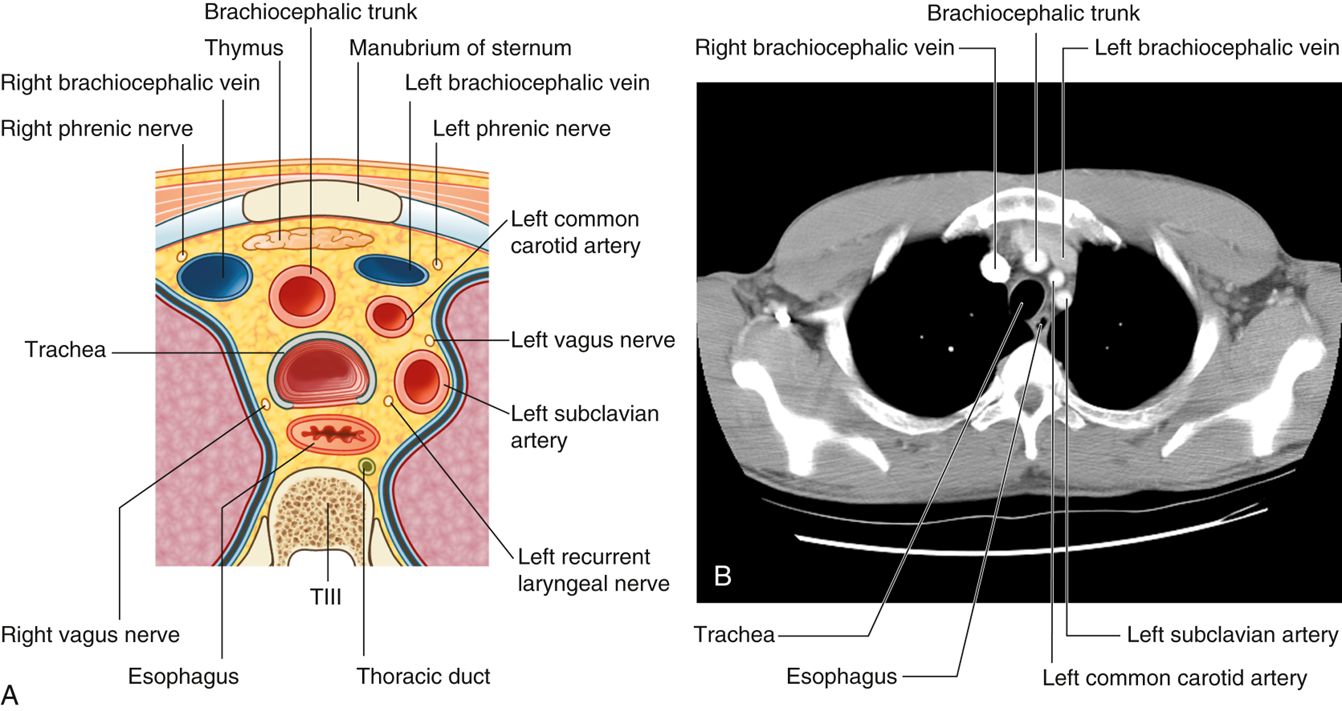 Brachiocephalic trunk
Thymus
Manubrium of sternum
Right brachiocephalic vein
Left brachiocephalic vein
Right phrenic nerve
Left phrenic nerve
Left common
carotid artery
Trachea
Left vagus nerve
Left subclavian
artery
Left recurrent
laryngeal nerve
TIII
Right vagus nerve
Esophagus
Thoracic duct
A
Brachiocephalic trunk
Right brachiocephalic vein
Left brachiocephalic vein
B
Trachea
Left subclavian artery
Esophagus
Left common carotid artery